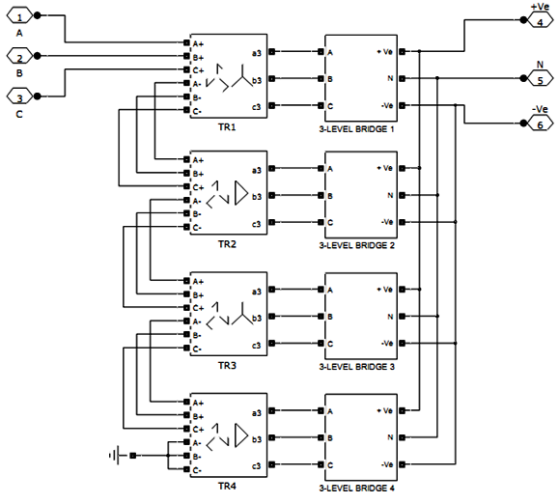 1
A
2
B
3
C
+Ve
4
N
5
-Ve
6
A+
B+
C+
A-
B-
C-
a3
b3
c3
TR1
A
B
C
+ Ve
N
-Ve
3-LEVEL BRIDGE 1
A+
B+
C+
A-
B-
C-
a3
b3
c3
TR2
A
B
C
+ Ve
N
-Ve
3-LEVEL BRIDGE 2
A+
B+
C+
A-
B-
C-
a3
b3
c3
TR3
A
B
C
+ Ve
N
-Ve
3-LEVEL BRIDGE 3
A+
B+
C+
A-
B-
C-
a3
b3
c3
TR4
A
B
C
+ Ve
N
-Ve
3-LEVEL BRIDGE 4